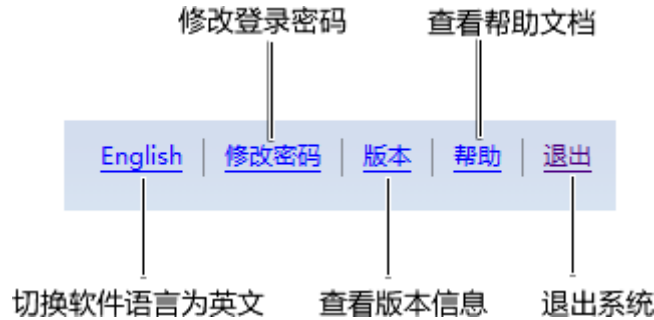 修改登录密码 查看帮助文档
English 修改密码 版本 帮助 退出
切换软件语言为英文 查看版本信息 退出系统